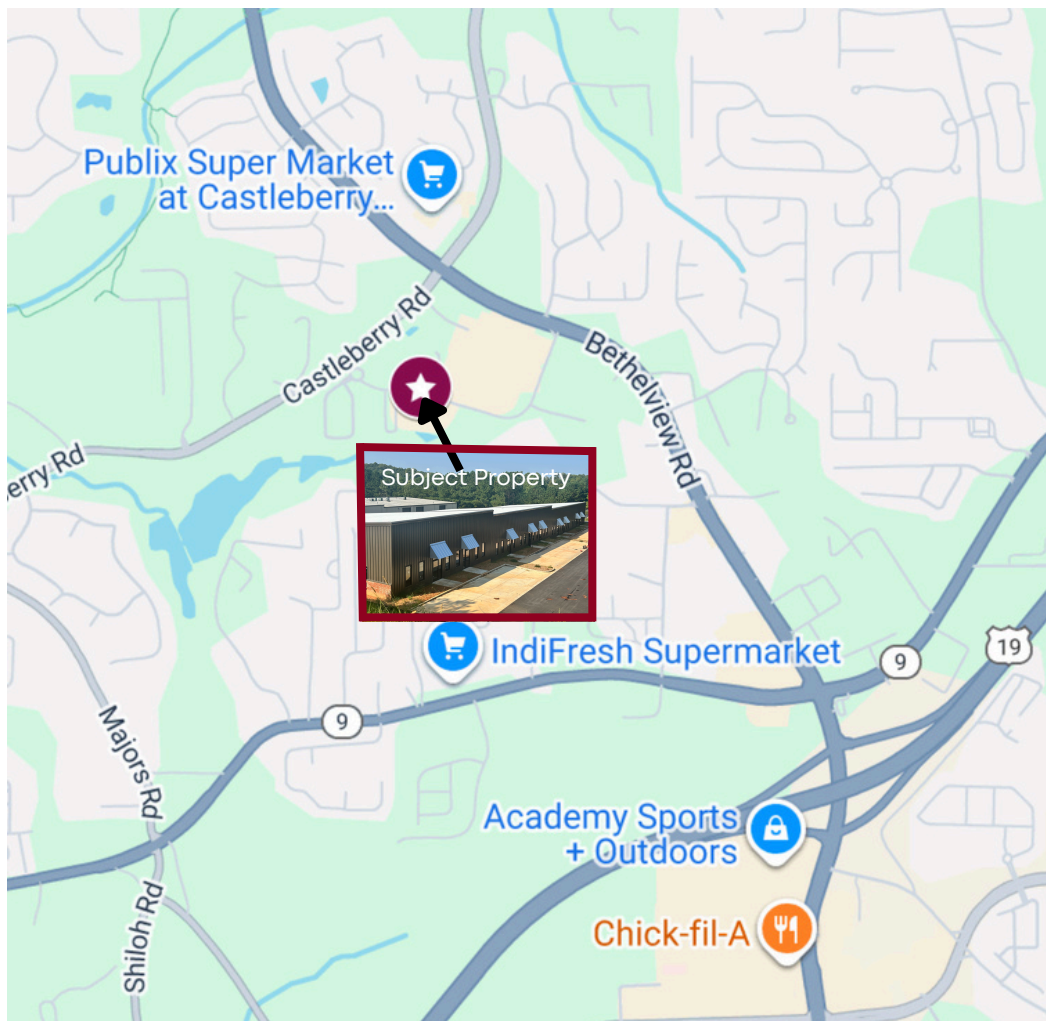 Publix Super Market
at Castleberry...
Castleberry Rd
Bethelview Rd
erry Rd
Subject Property
IndiFresh Supermarket
9
19
9
Majors Rd
Academy Sports
+ Outdoors
Shiloh Rd
Chick-fil-A